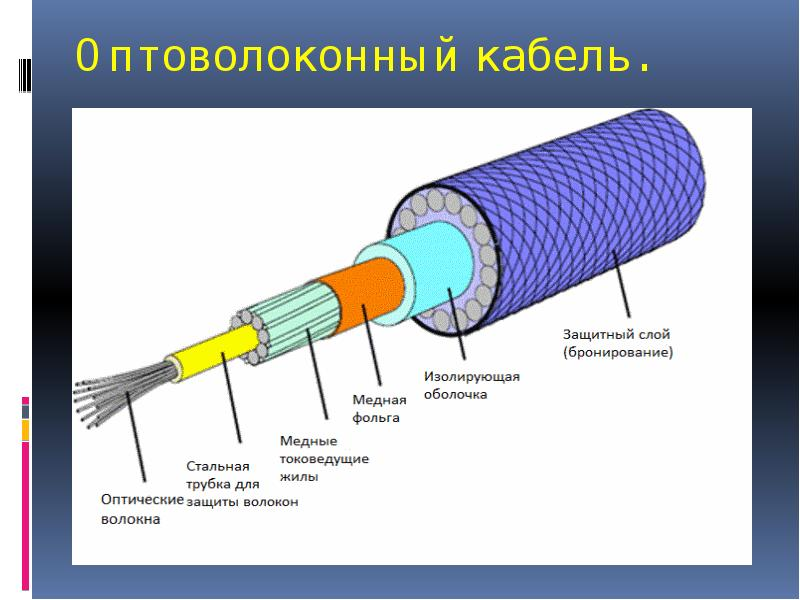 Оптоволоконный кабель.
Защитный слой
(бронирование)
Изолирующая
оболочка
Медная
фольга
Медные
токоведущие
жилы
Стальная
трубка для
защиты волокон
Оптические
волокна